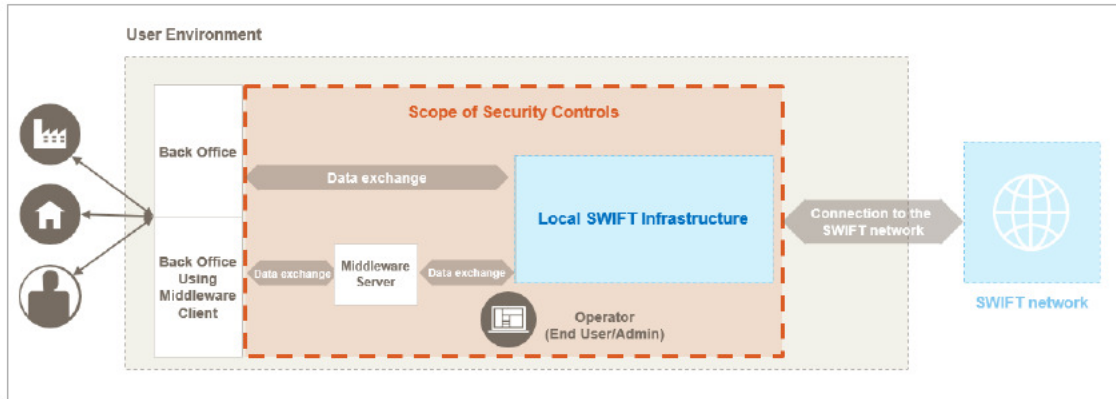 User Environment
Scope of Security Controls
Back Office
Data exchange
Local SWIFT Infrastructure
Connection to the
SWIFT network
Back Office
Using
Middleware
Client
Data exchange
Middleware
Server
Data exchange
Operator
(End User/Admin)
SWIFT network